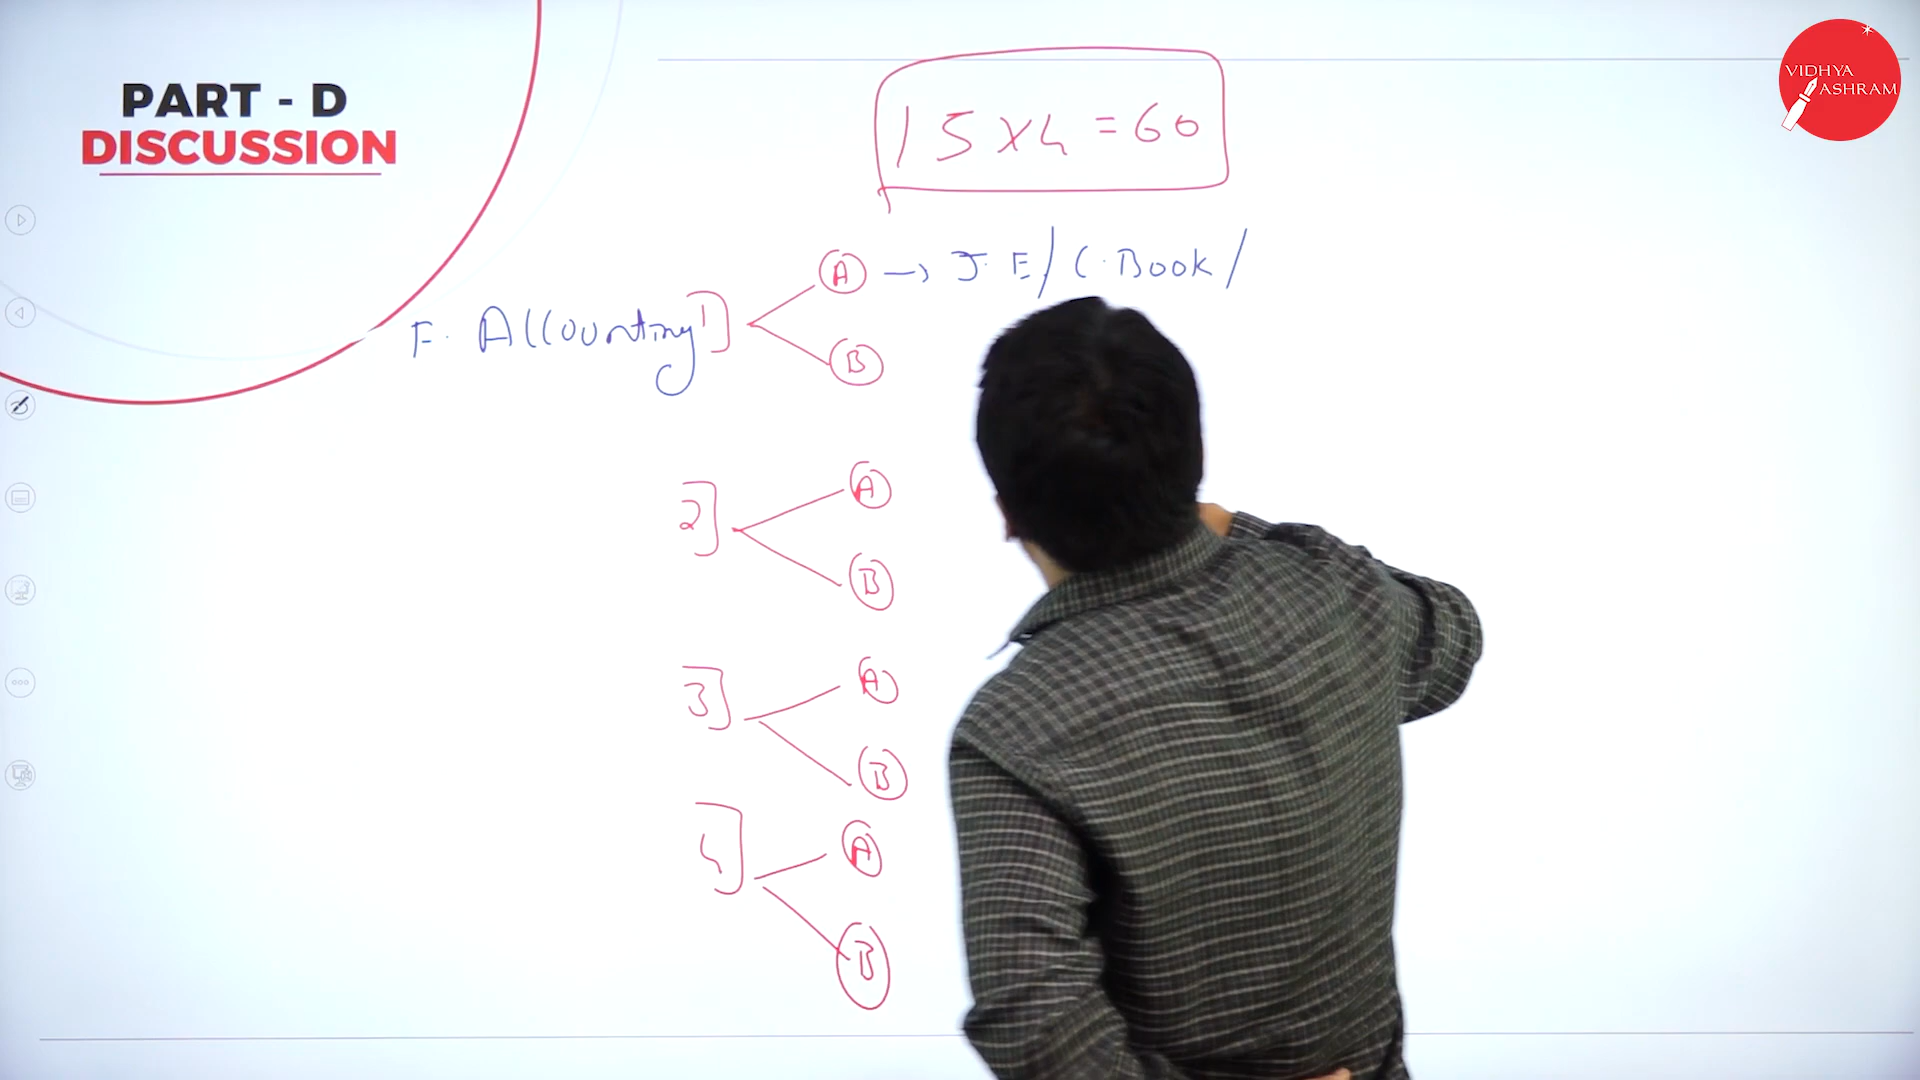 PART - D
DISCUSSION
VIDHYA
ASHRAM
15 x 4 = 60
F. Accounting 1]
A → J.E/ C.Book/
B
2]
A
B
3]
A
B
4]
A
B